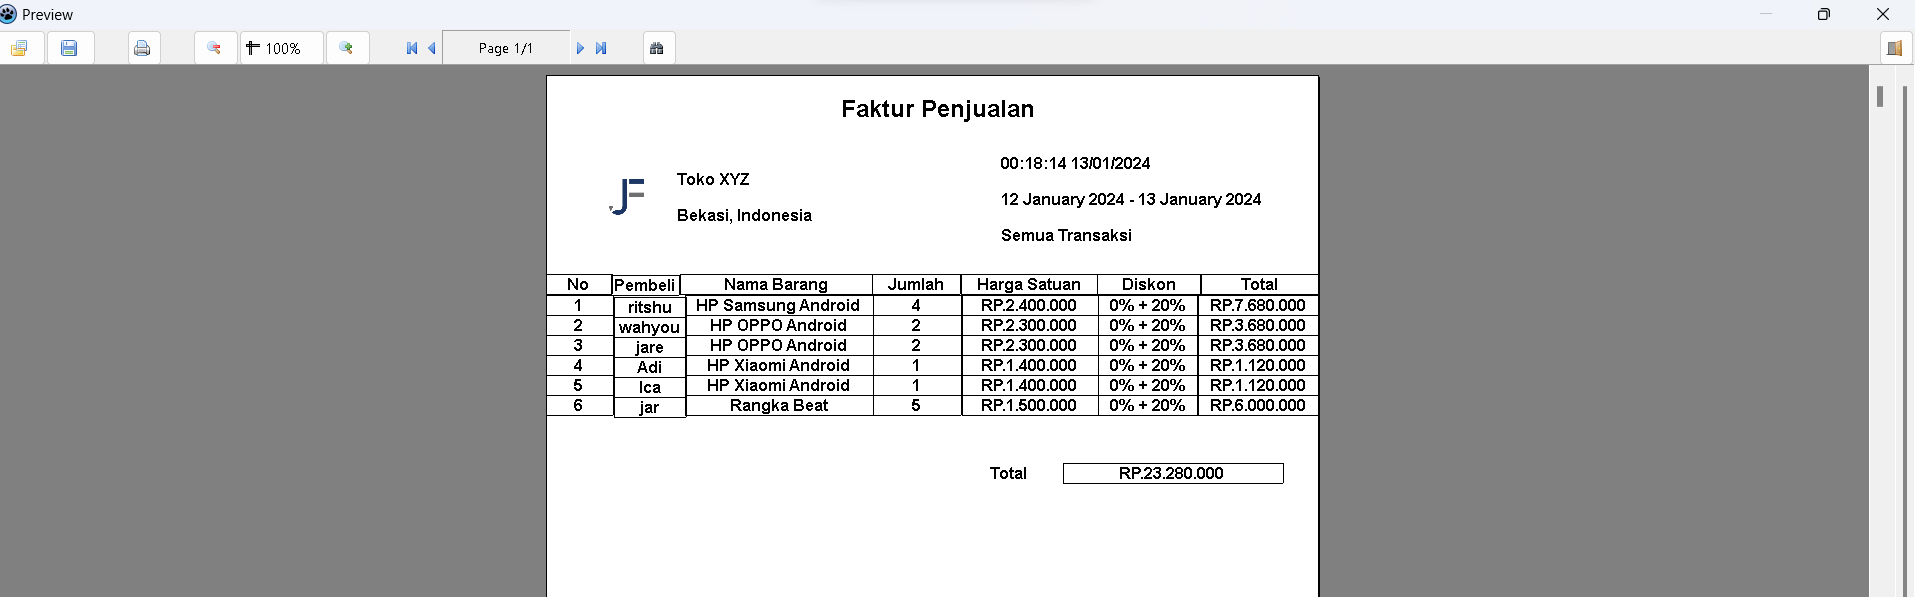 Preview
100% Page 1/1
Faktur Penjualan
00:18:14 13/01/2024
Toko XYZ
12 January 2024 - 13 January 2024
Bekasi, Indonesia
Semua Transaksi
No Pembeli Nama Barang Jumlah Harga Satuan Diskon Total
1 ritshu HP Samsung Android 4 RP.2.400.000 0% + 20% RP.7.680.000
2 wahyou HP OPPO Android 2 RP.2.300.000 0% + 20% RP.3.680.000
3 jare HP OPPO Android 2 RP.2.300.000 0% + 20% RP.3.680.000
4 Adi HP Xiaomi Android 1 RP.1.400.000 0% + 20% RP.1.120.000
5 Ica HP Xiaomi Android 1 RP.1.400.000 0% + 20% RP.1.120.000
6 jar Rangka Beat 5 RP.1.500.000 0% + 20% RP.6.000.000
Total RP.23.280.000